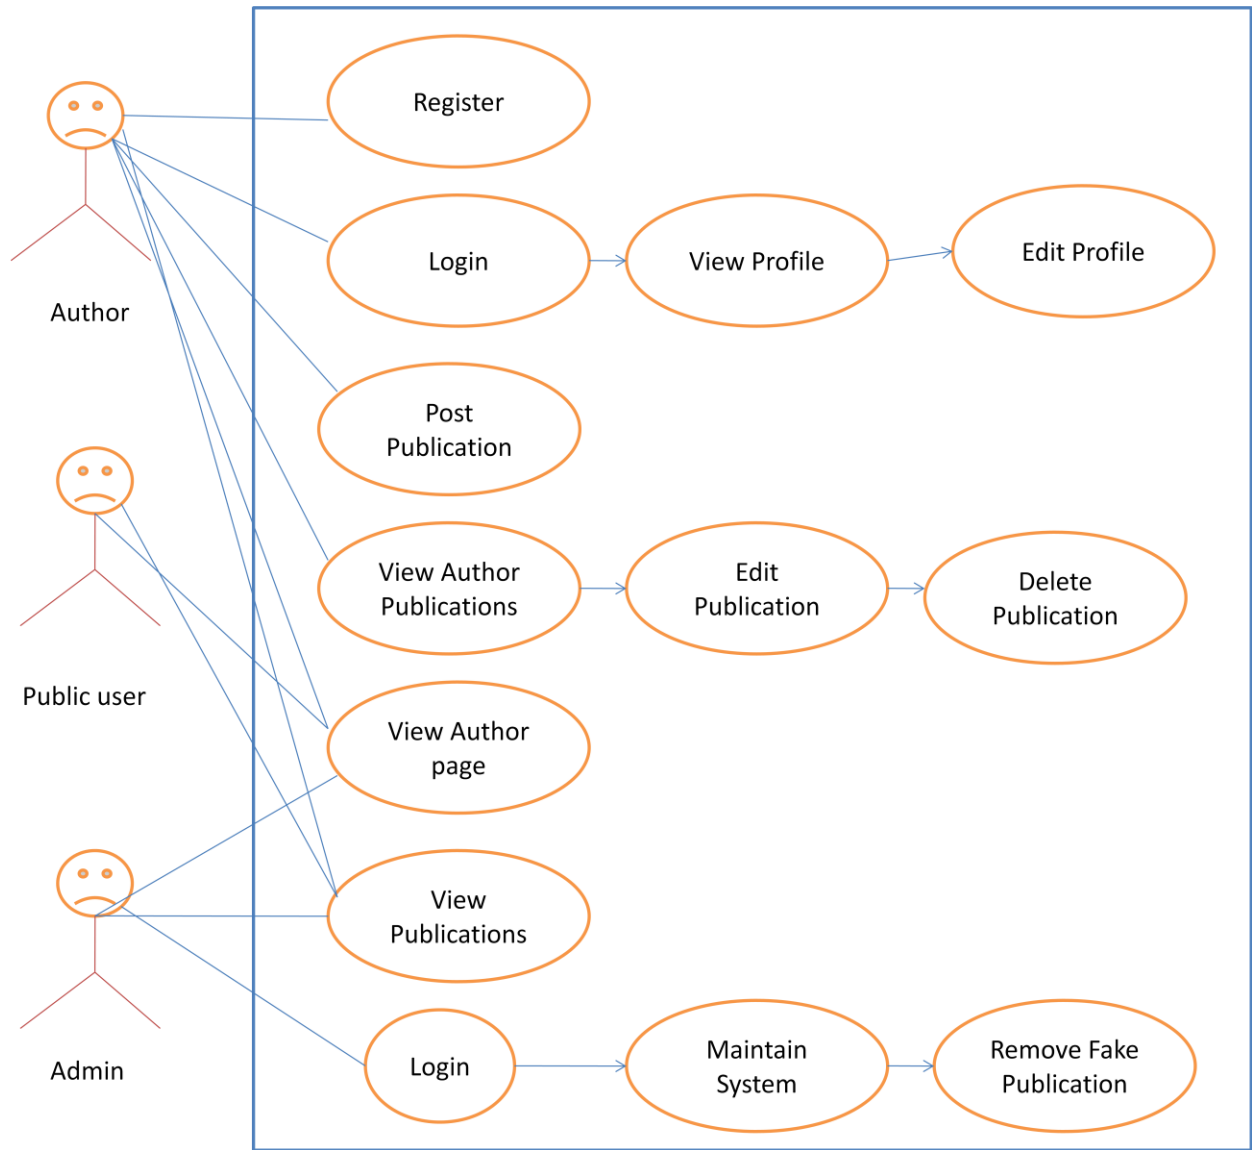 Register
Login
View Profile
Edit Profile
Author
Post
Publication
View Author
Publications
Edit
Publication
Delete
Publication
Public user
View Author
page
View
Publications
Admin
Login
Maintain
System
Remove Fake
Publication